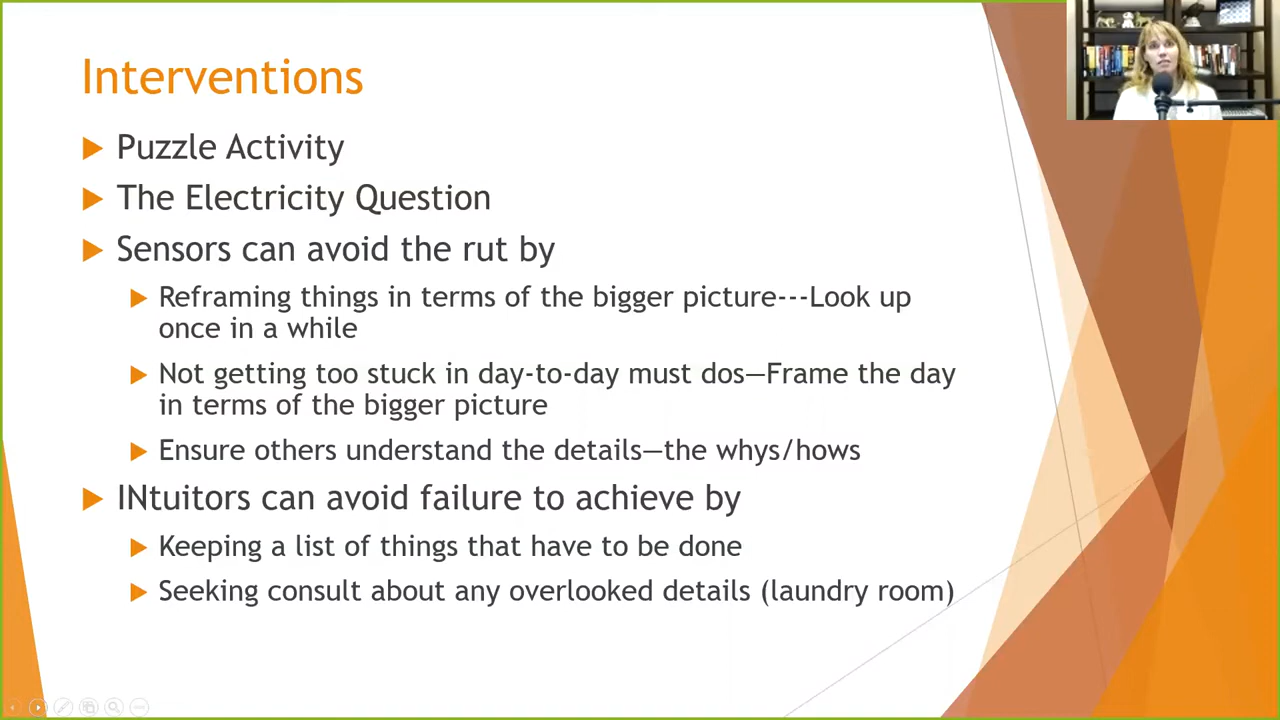 Interventions
Puzzle Activity
The Electricity Question
Sensors can avoid the rut by
Reframing things in terms of the bigger picture---Look up
once in a while
Not getting too stuck in day-to-day must dos—Frame the day
in terms of the bigger picture
Ensure others understand the details—the whys/hows
INtuitors can avoid failure to achieve by
Keeping a list of things that have to be done
Seeking consult about any overlooked details (laundry room)